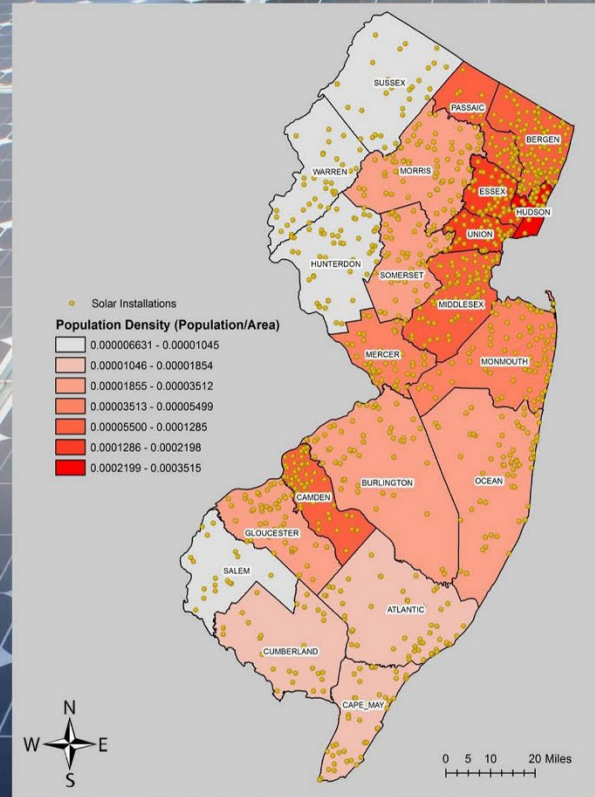 SUSSEX
PASSAIC
BERGEN
WARREN
MORRIS
ESSEX
HUDSON
UNION
HUNTERDON
SOMERSET
MIDDLESEX
MERCER
MONMOUTH
Solar Installations
Population Density (Population/Area)
0.000006631 - 0.00001045
0.00001046 - 0.00001854
0.00001855 - 0.00003512
0.00003513 - 0.00005499
0.00005500 - 0.0001285
0.0001286 - 0.0002198
0.0002199 - 0.0003515
OCEAN
BURLINGTON
CAMDEN
GLOUCESTER
SALEM
ATLANTIC
CUMBERLAND
CAPE_MAY
N
W E
S
0 5 10 20 Miles